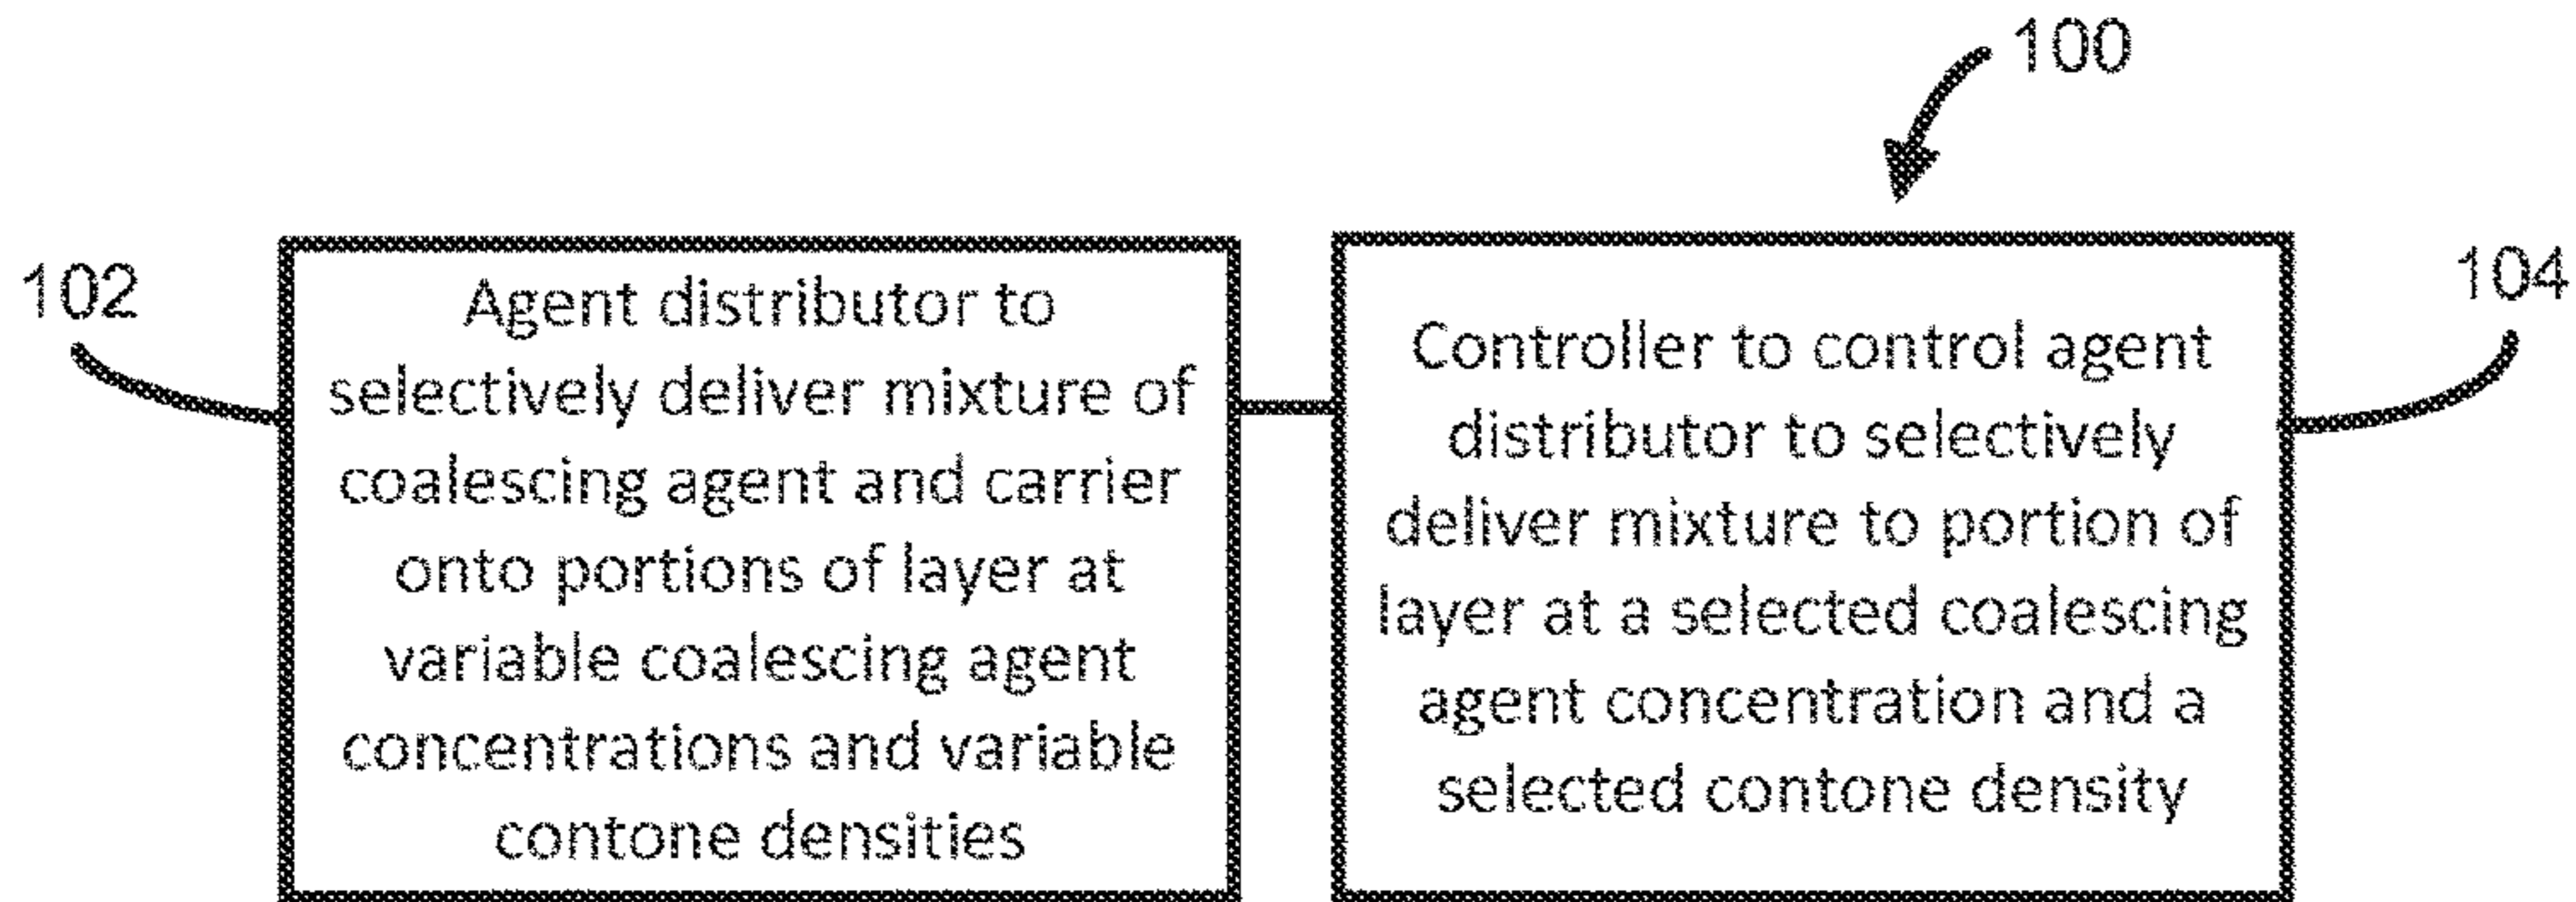 100
102
Agent distributor to
selectively deliver mixture of
coalescing agent and carrier
onto portions of layer at
variable coalescing agent
concentrations and variable
contone densities
Controller to control agent
distributor to selectively
deliver mixture to portion of
layer at a selected coalescing
agent concentration and a
selected contone density
104